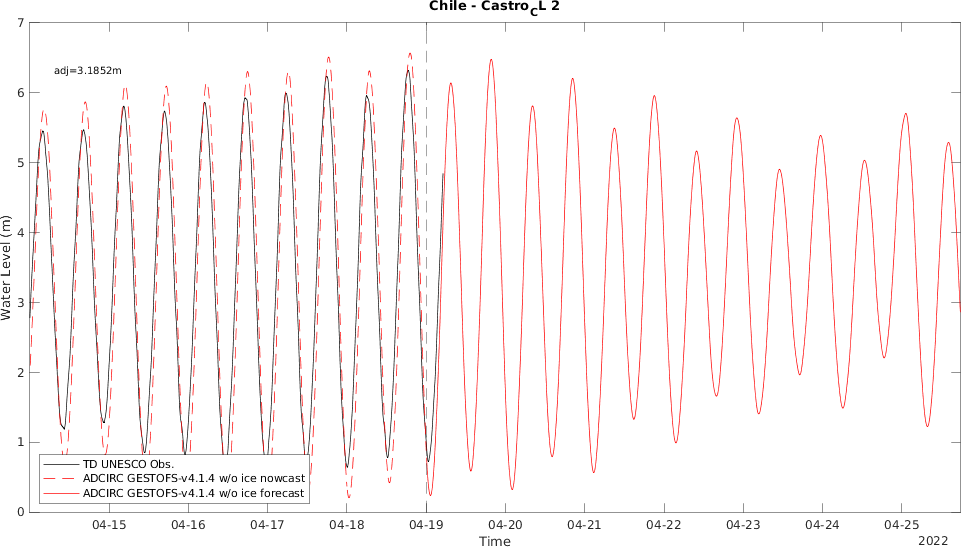 Chile - Castro_CL 2
7
adj=3.1852m
6
5
4
3
2
1
0
Water Level (m)
TD UNESCO Obs.
ADCIRC GESTOFS-v4.1.4 w/o ice nowcast
ADCIRC GESTOFS-v4.1.4 w/o ice forecast
04-15 04-16 04-17 04-18 04-19 04-20 04-21 04-22 04-23 04-24 04-25
Time
2022